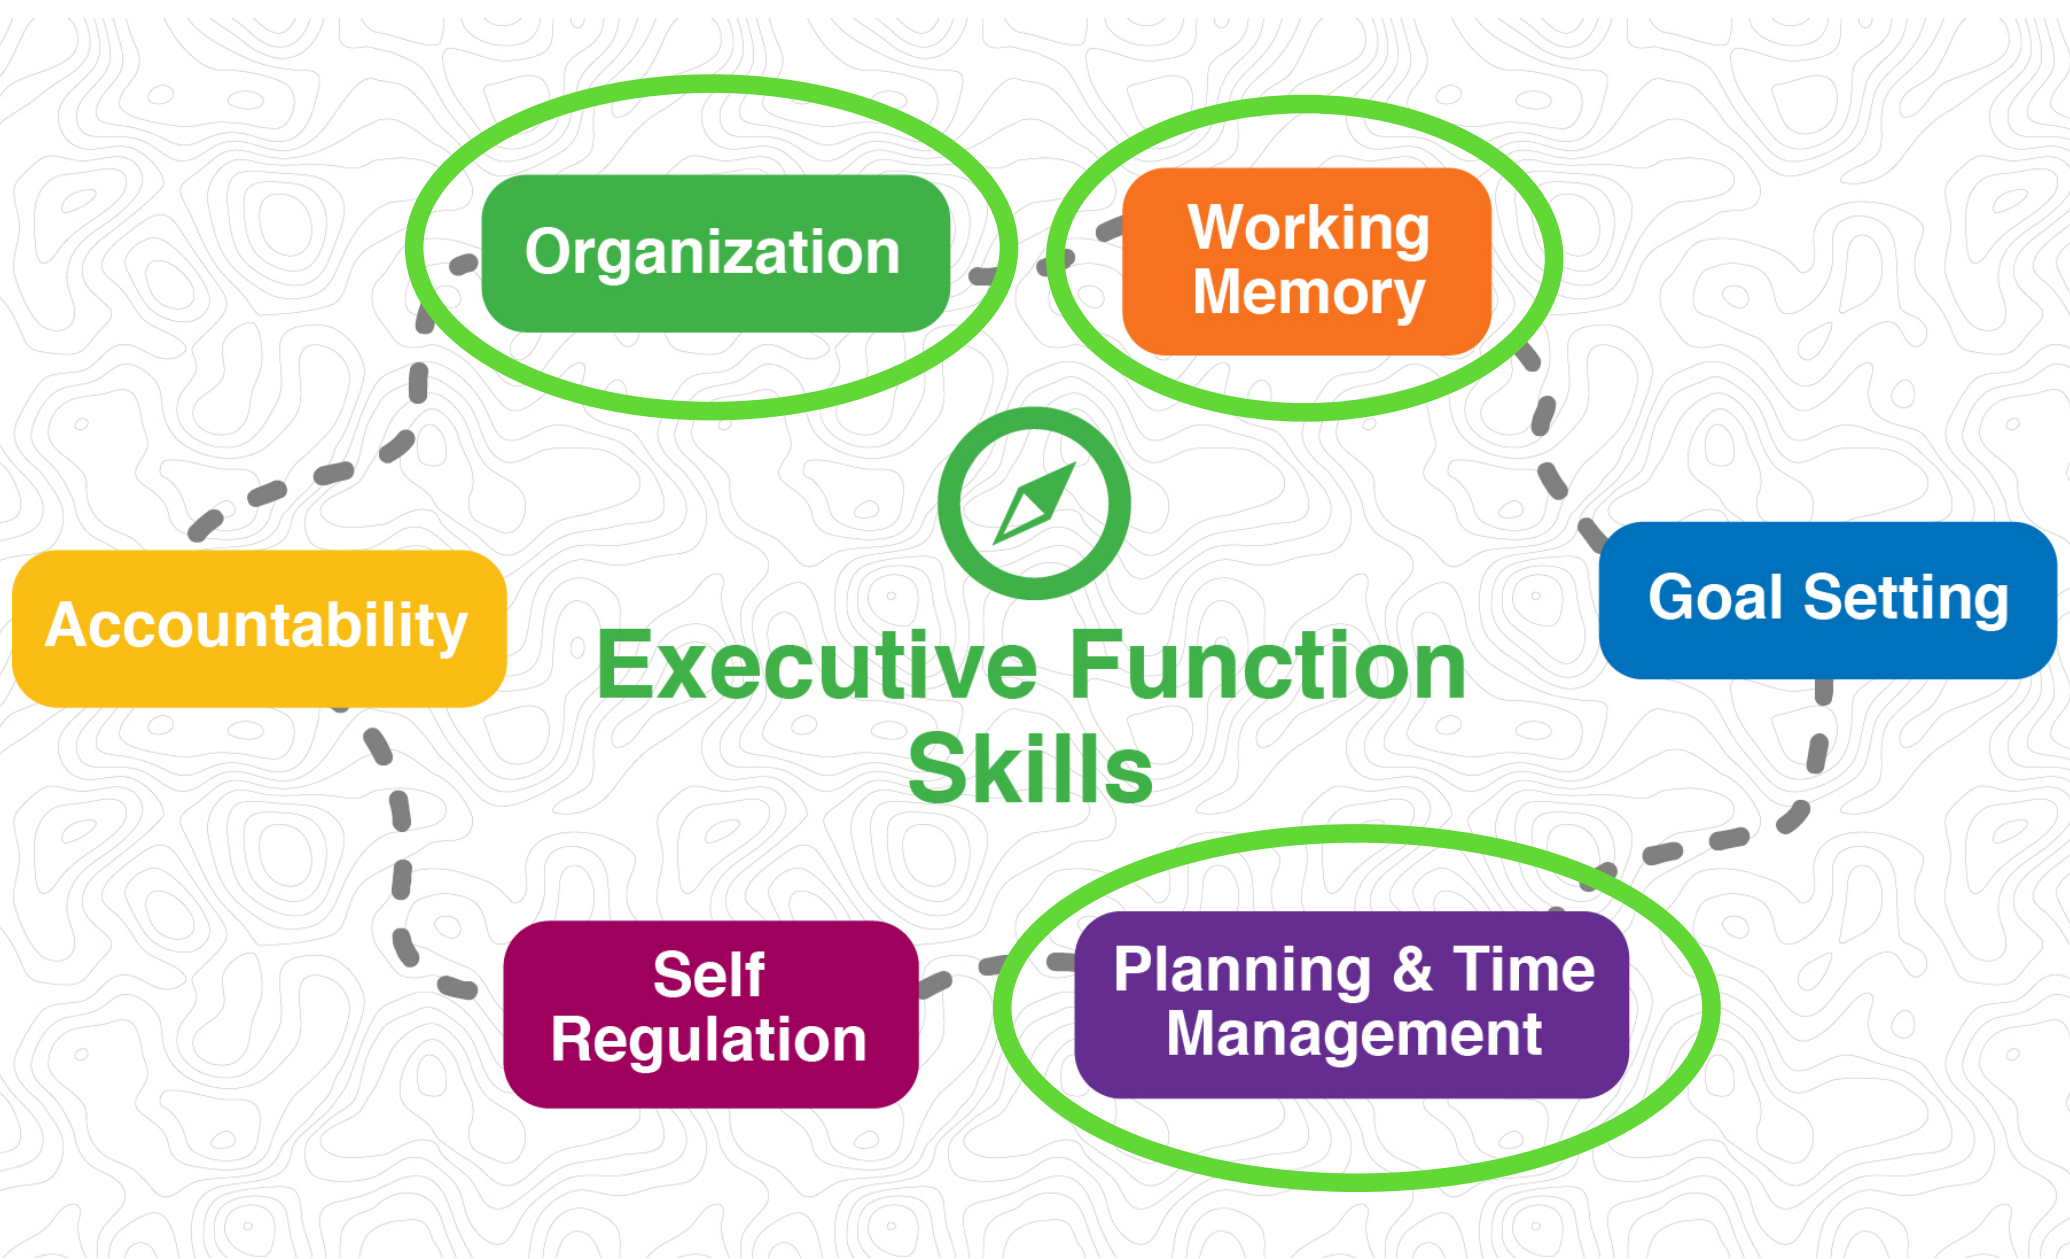 Organization
Working
Memory
Accountability
Goal Setting
Executive Function
Skills
Self
Regulation
Planning & Time
Management